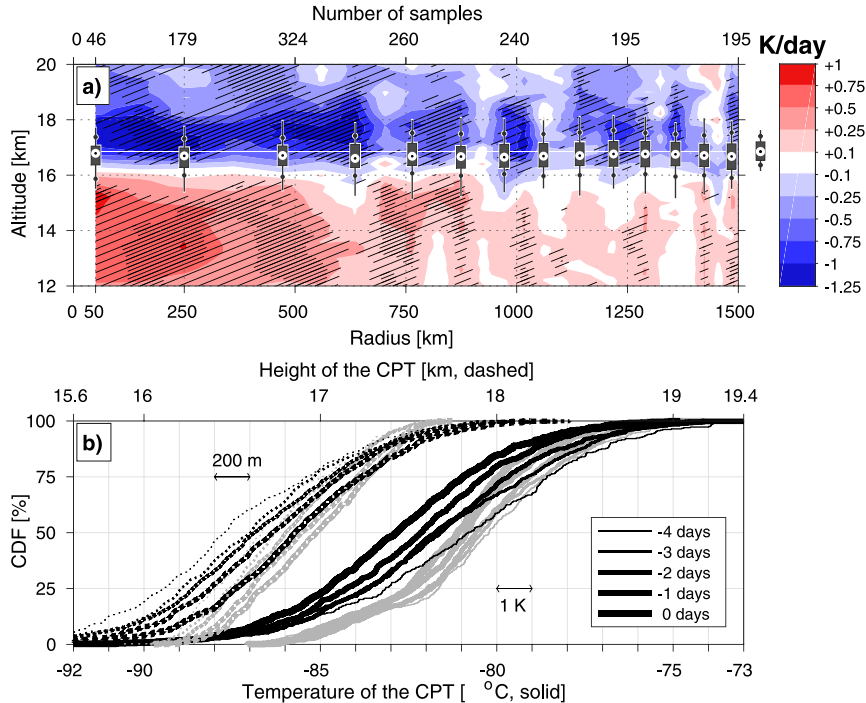 Number of samples
0 46 179 324 260 240 195 195
K/day
a)
20
18
16
14
12
Altitude [km]
0 50 250 500 750 1000 1250 1500
Radius [km]
+1
+0.75
+0.5
+0.25
+0.1
-0.1
-0.25
-0.5
-0.75
-1
-1.25
Height of the CPT [km, dashed]
15.6 16 17 18 19 19.4
b)
100
75
50
25
0
CDF [%]
200 m
1 K
-4 days
-3 days
-2 days
-1 days
0 days
-92 -90 -85 -80 -75 -73
Temperature of the CPT [ °C, solid]